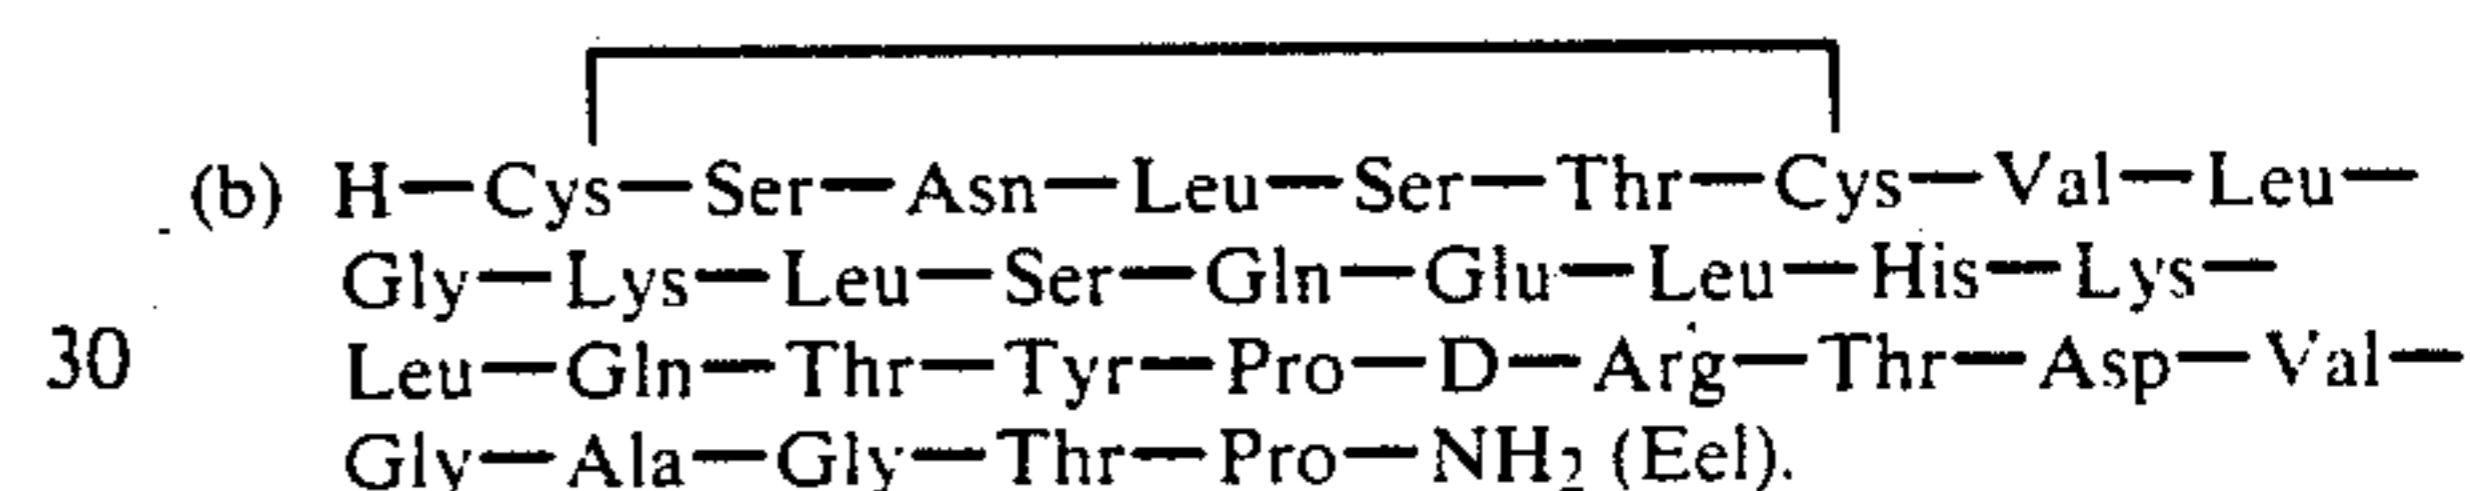 (b) H—Cys—Ser—Asn—Leu—Ser—Thr—Cys—Val—Leu—
Gly—Lys—Leu—Ser—Gln—Glu—Leu—His—Lys—
30 Leu—Gln—Thr—Tyr—Pro—D—Arg—Thr—Asp—Val—
Gly—Ala—Gly—Thr—Pro—NH₂ (Eel).